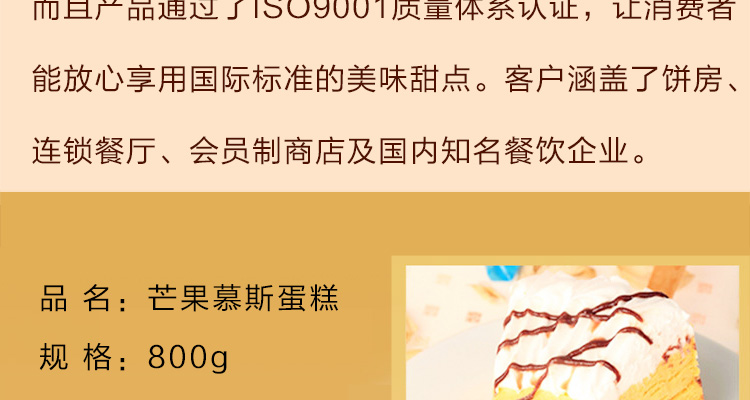 而且产品通过了ISO9001质量体系认证，让消费者
能放心享用国际标准的美味甜点。客户涵盖了饼房、
连锁餐厅、会员制商店及国内知名餐饮企业。
品 名：芒果慕斯蛋糕
规 格：800g